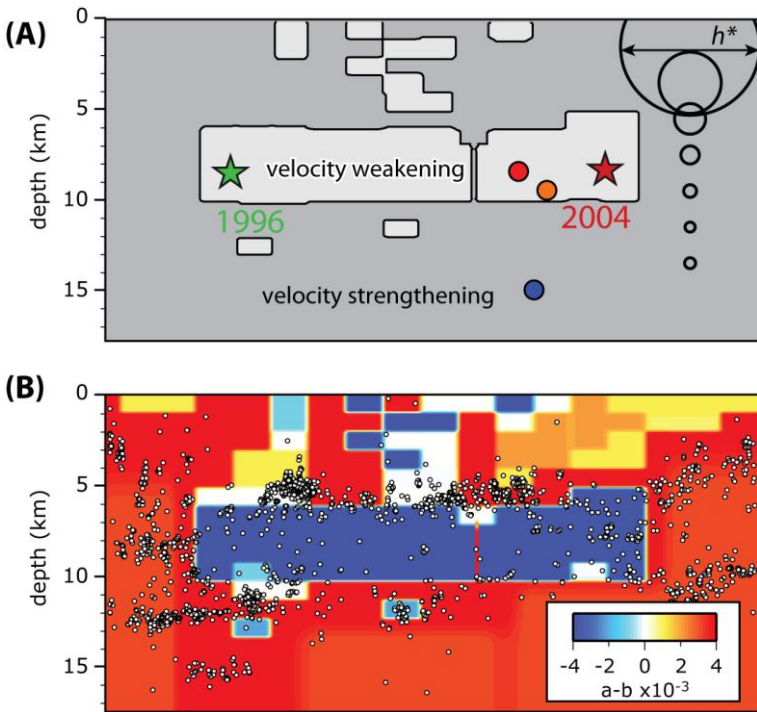 (A)
0
h*
5
depth (km)
velocity weakening
10
1996
2004
15
velocity strengthening
(B)
0
5
depth (km)
10
15
-4 -2 0 2 4
a-b x10-3